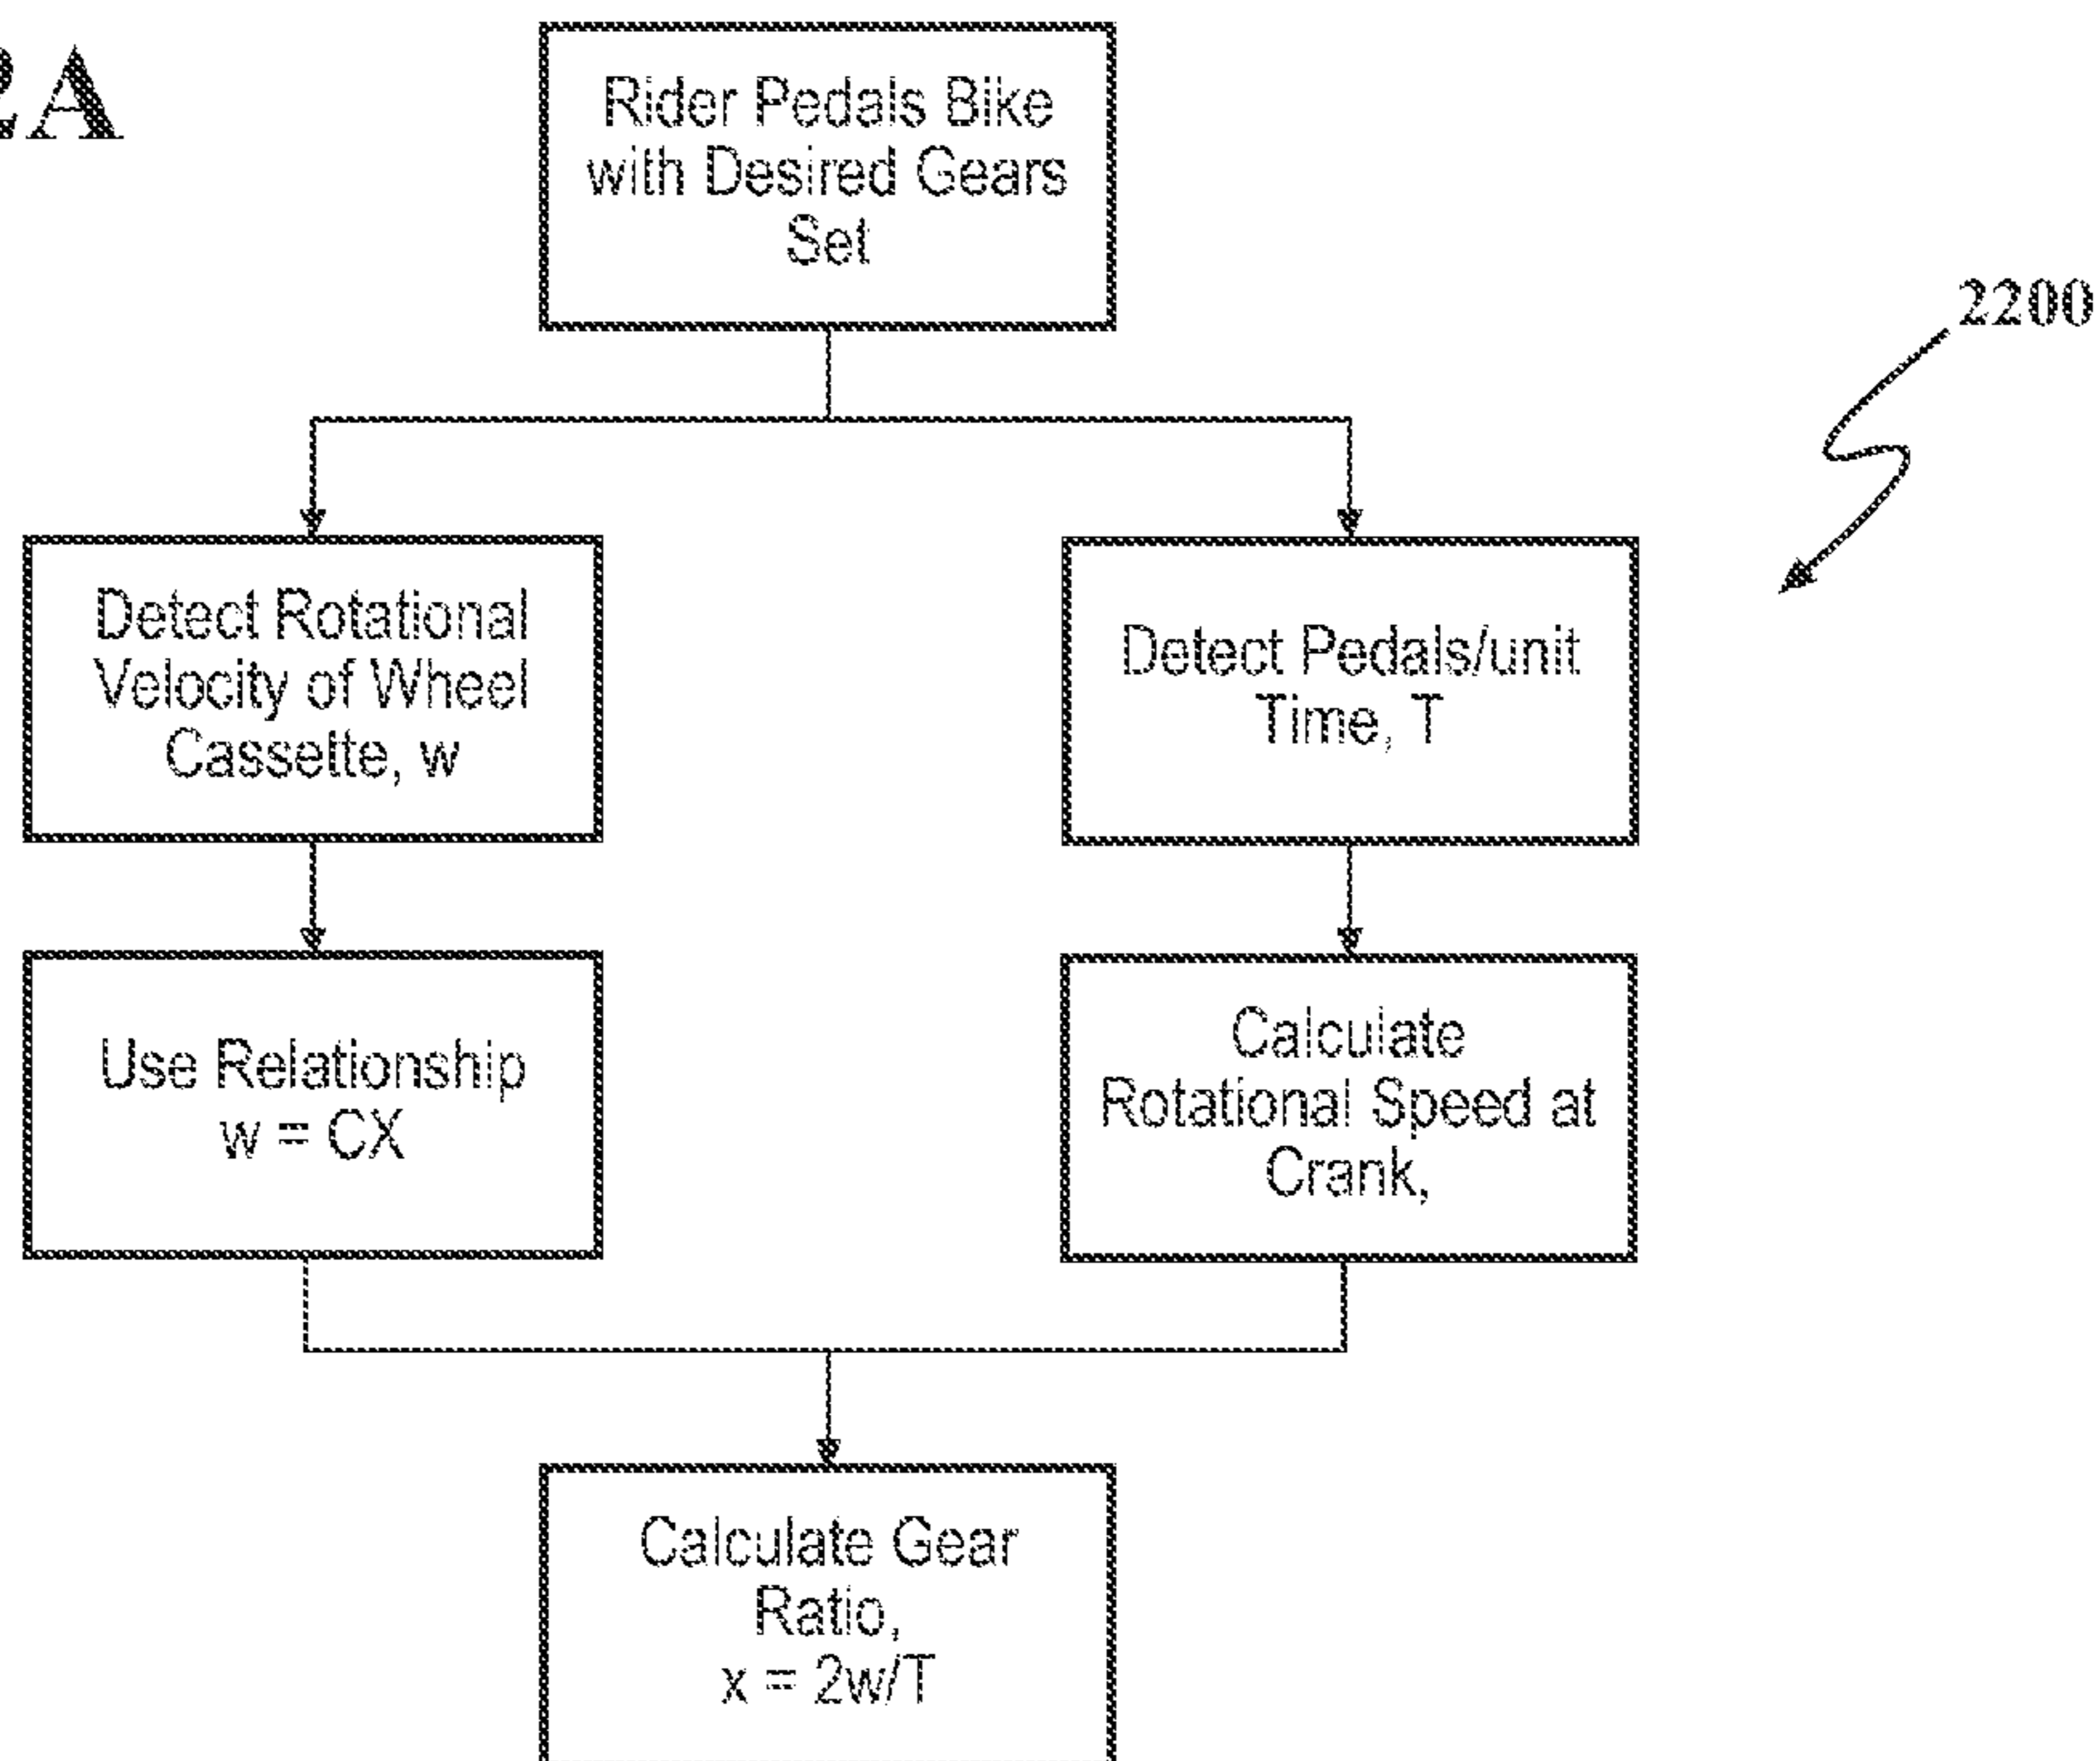 2A
Rider Pedals Bike
with Desired Gears
Set
2200
Detect Rotational
Velocity of Wheel
Cassette, w
Detect Pedals/unit
Time, T
Use Relationship
w = CX
Calculate
Rotational Speed at
Crank,
Calculate Gear
Ratio,
x = 2w/T